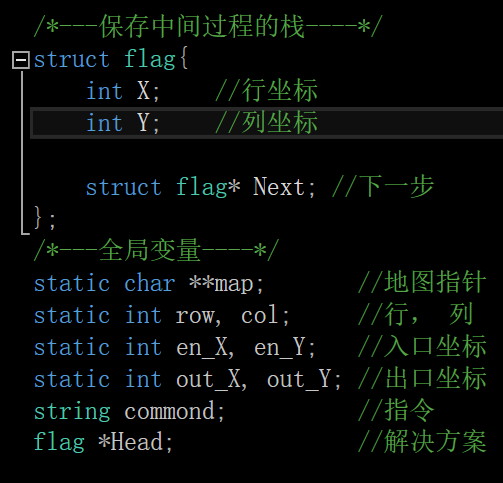 /*---保存中间过程的栈----*/
struct flag{
int X; //行坐标
int Y; //列坐标
struct flag* Next; //下一步
};
/*---全局变量----*/
static char **map; //地图指针
static int row, col; //行， 列
static int en_X, en_Y; //入口坐标
static int out_X, out_Y; //出口坐标
string commond; //指令
flag *Head; //解决方案